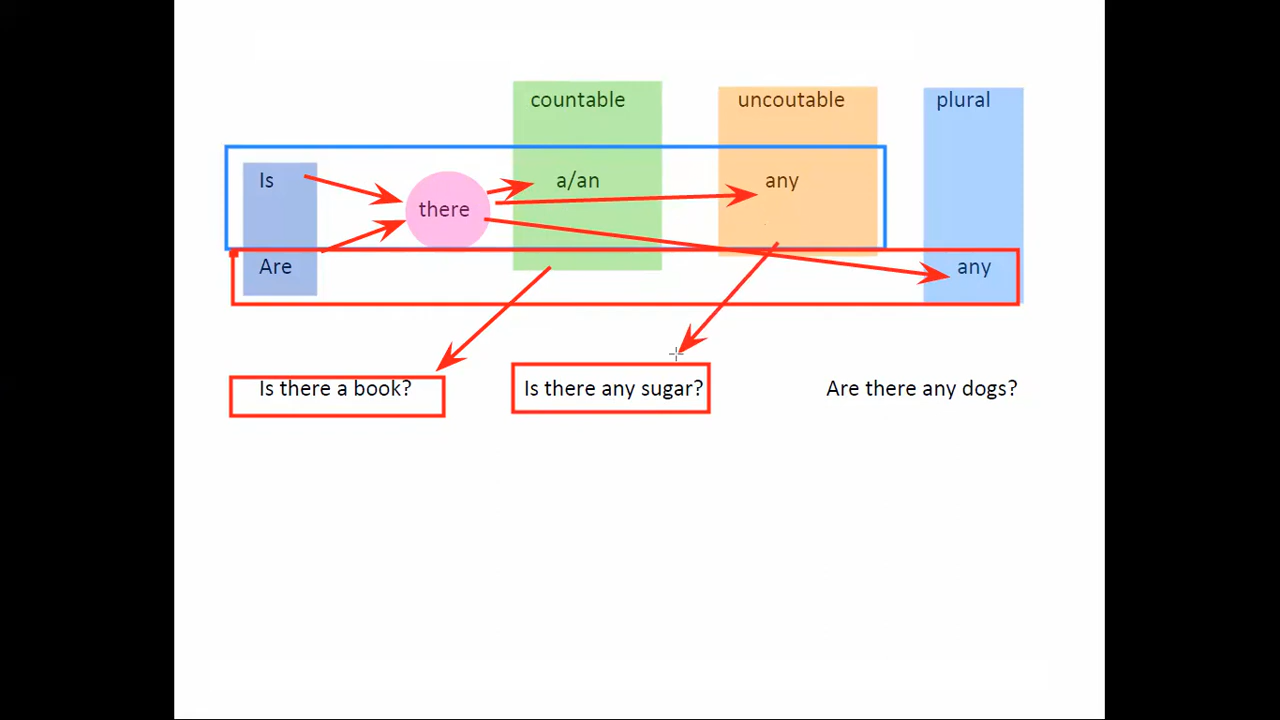 countable uncoutable plural
Is a/an any
there
Are any
Is there a book? Is there any sugar? Are there any dogs?